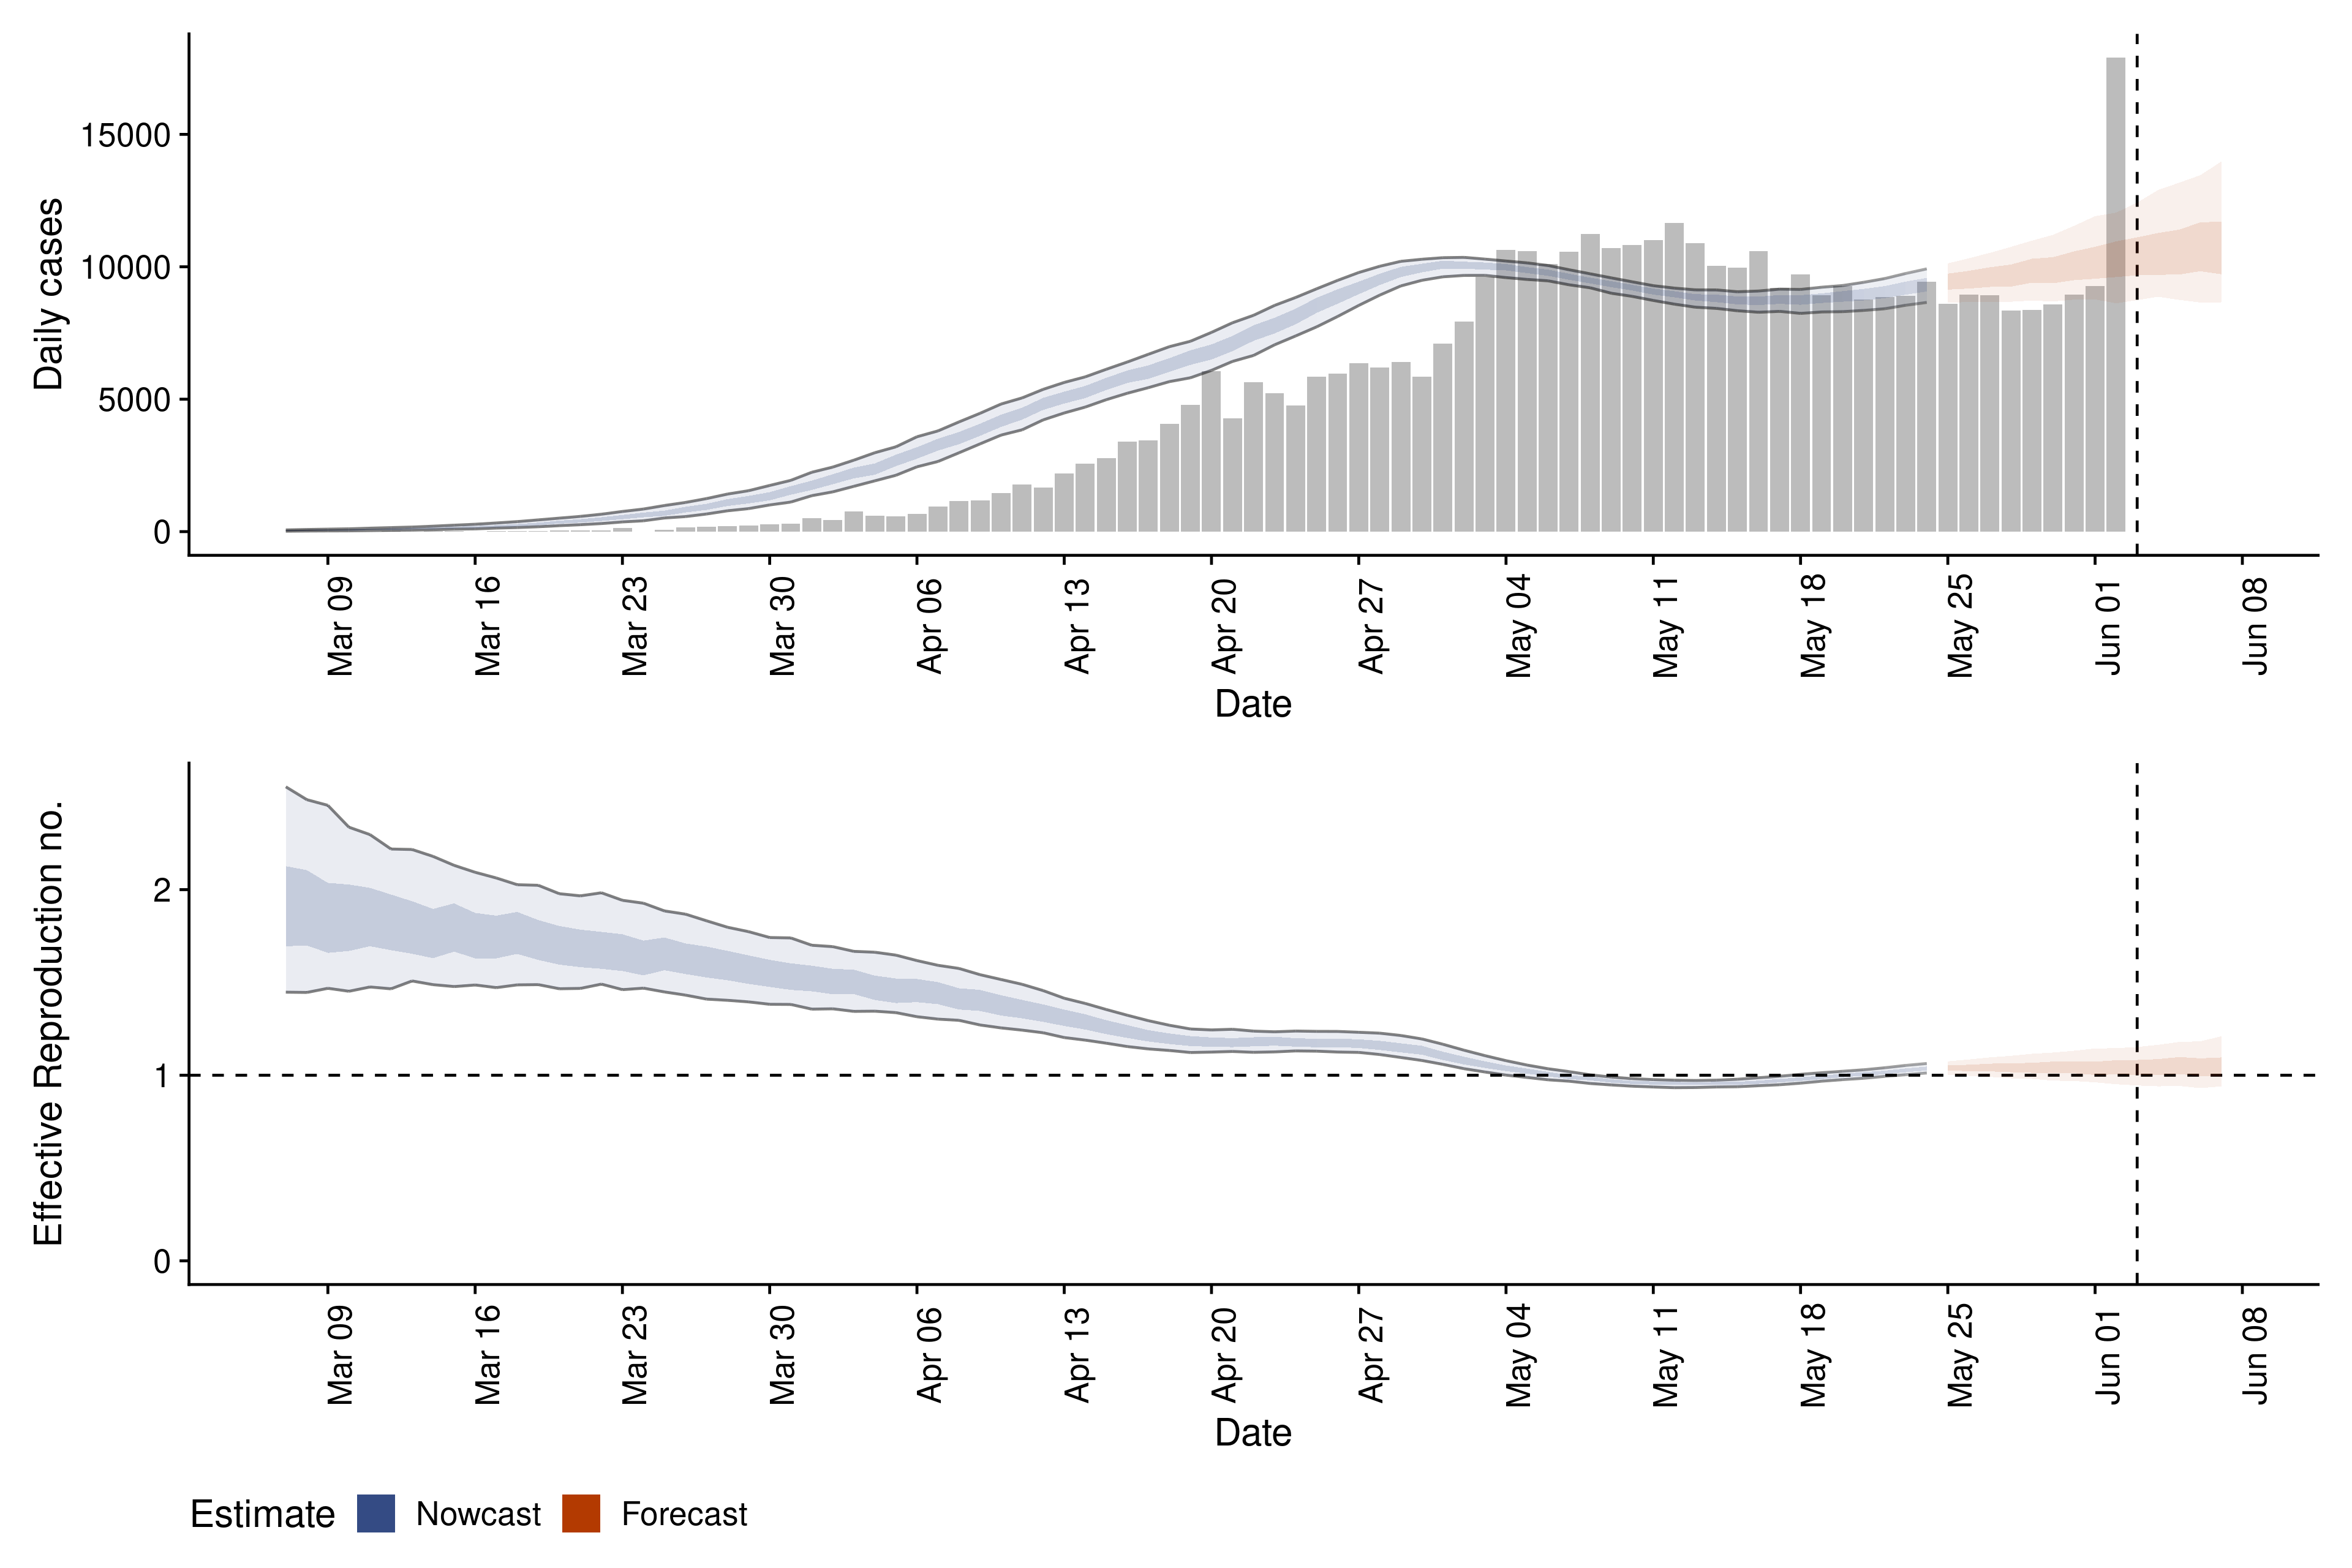 Daily cases
15000
10000
5000
0
Mar 09
Mar 16
Mar 23
Mar 30
Apr 06
Apr 13
Apr 20
Apr 27
May 04
May 11
May 18
May 25
Jun 01
Jun 08
Date
Effective Reproduction no.
2
1
0
Mar 09
Mar 16
Mar 23
Mar 30
Apr 06
Apr 13
Apr 20
Apr 27
May 04
May 11
May 18
May 25
Jun 01
Jun 08
Date
Estimate Nowcast Forecast